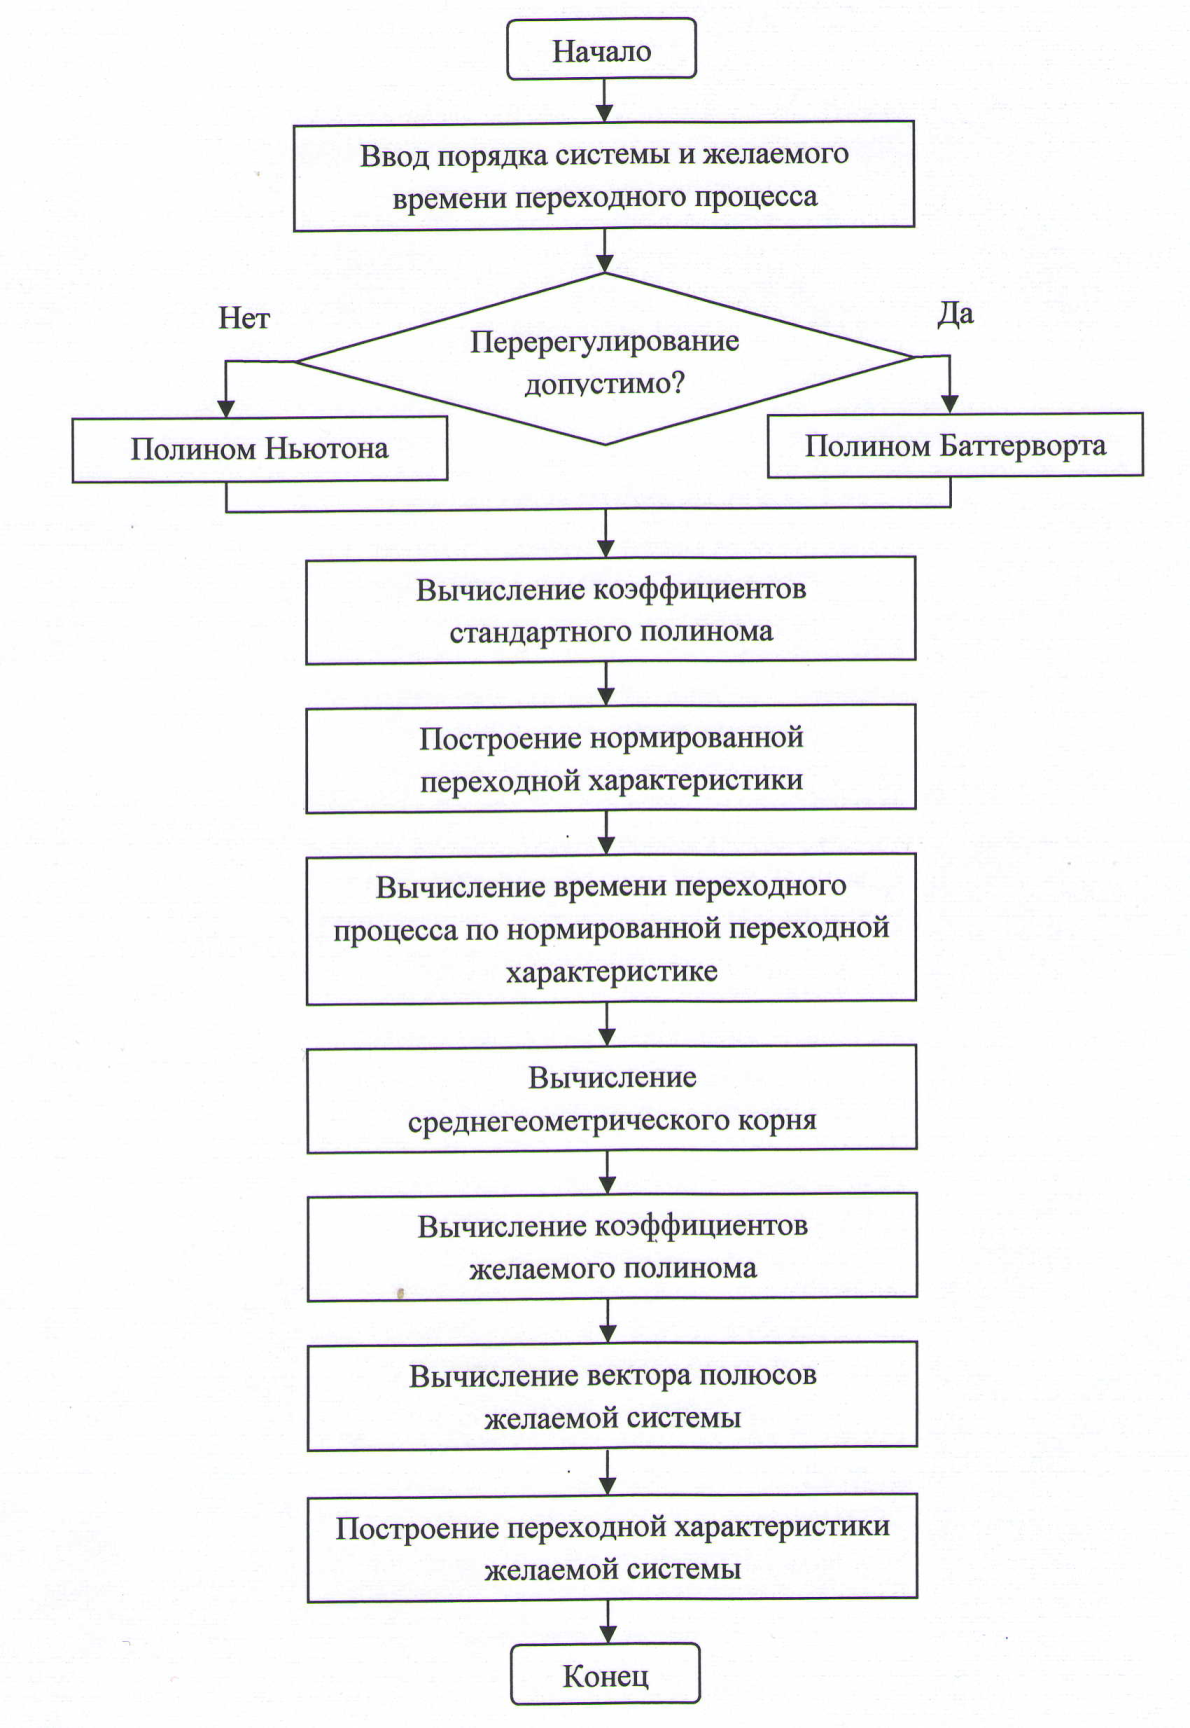 Начало
Ввод порядка системы и желаемого
времени переходного процесса
Нет
Да
Перерегулирование
допустимо?
Полином Ньютона
Полином Баттерворта
Вычисление коэффициентов
стандартного полинома
Построение нормированной
переходной характеристики
Вычисление времени переходного
процесса по нормированной переходной
характеристике
Вычисление
среднегеометрического корня
Вычисление коэффициентов
желаемого полинома
Вычисление вектора полюсов
желаемой системы
Построение переходной характеристики
желаемой системы
Конец